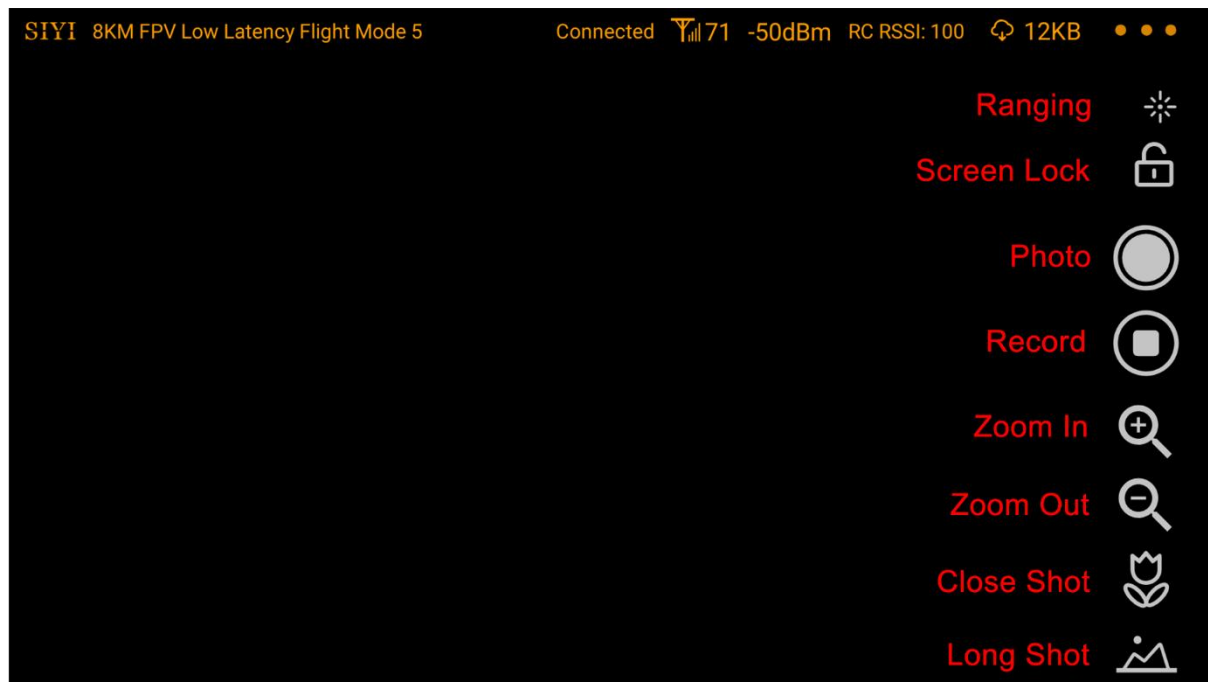 SIYI 8KM FPV Low Latency Flight Mode 5 Connected 71 -50dBm RC RSSI: 100 12KB
Ranging
Screen Lock
Photo
Record
Zoom In
Zoom Out
Close Shot
Long Shot